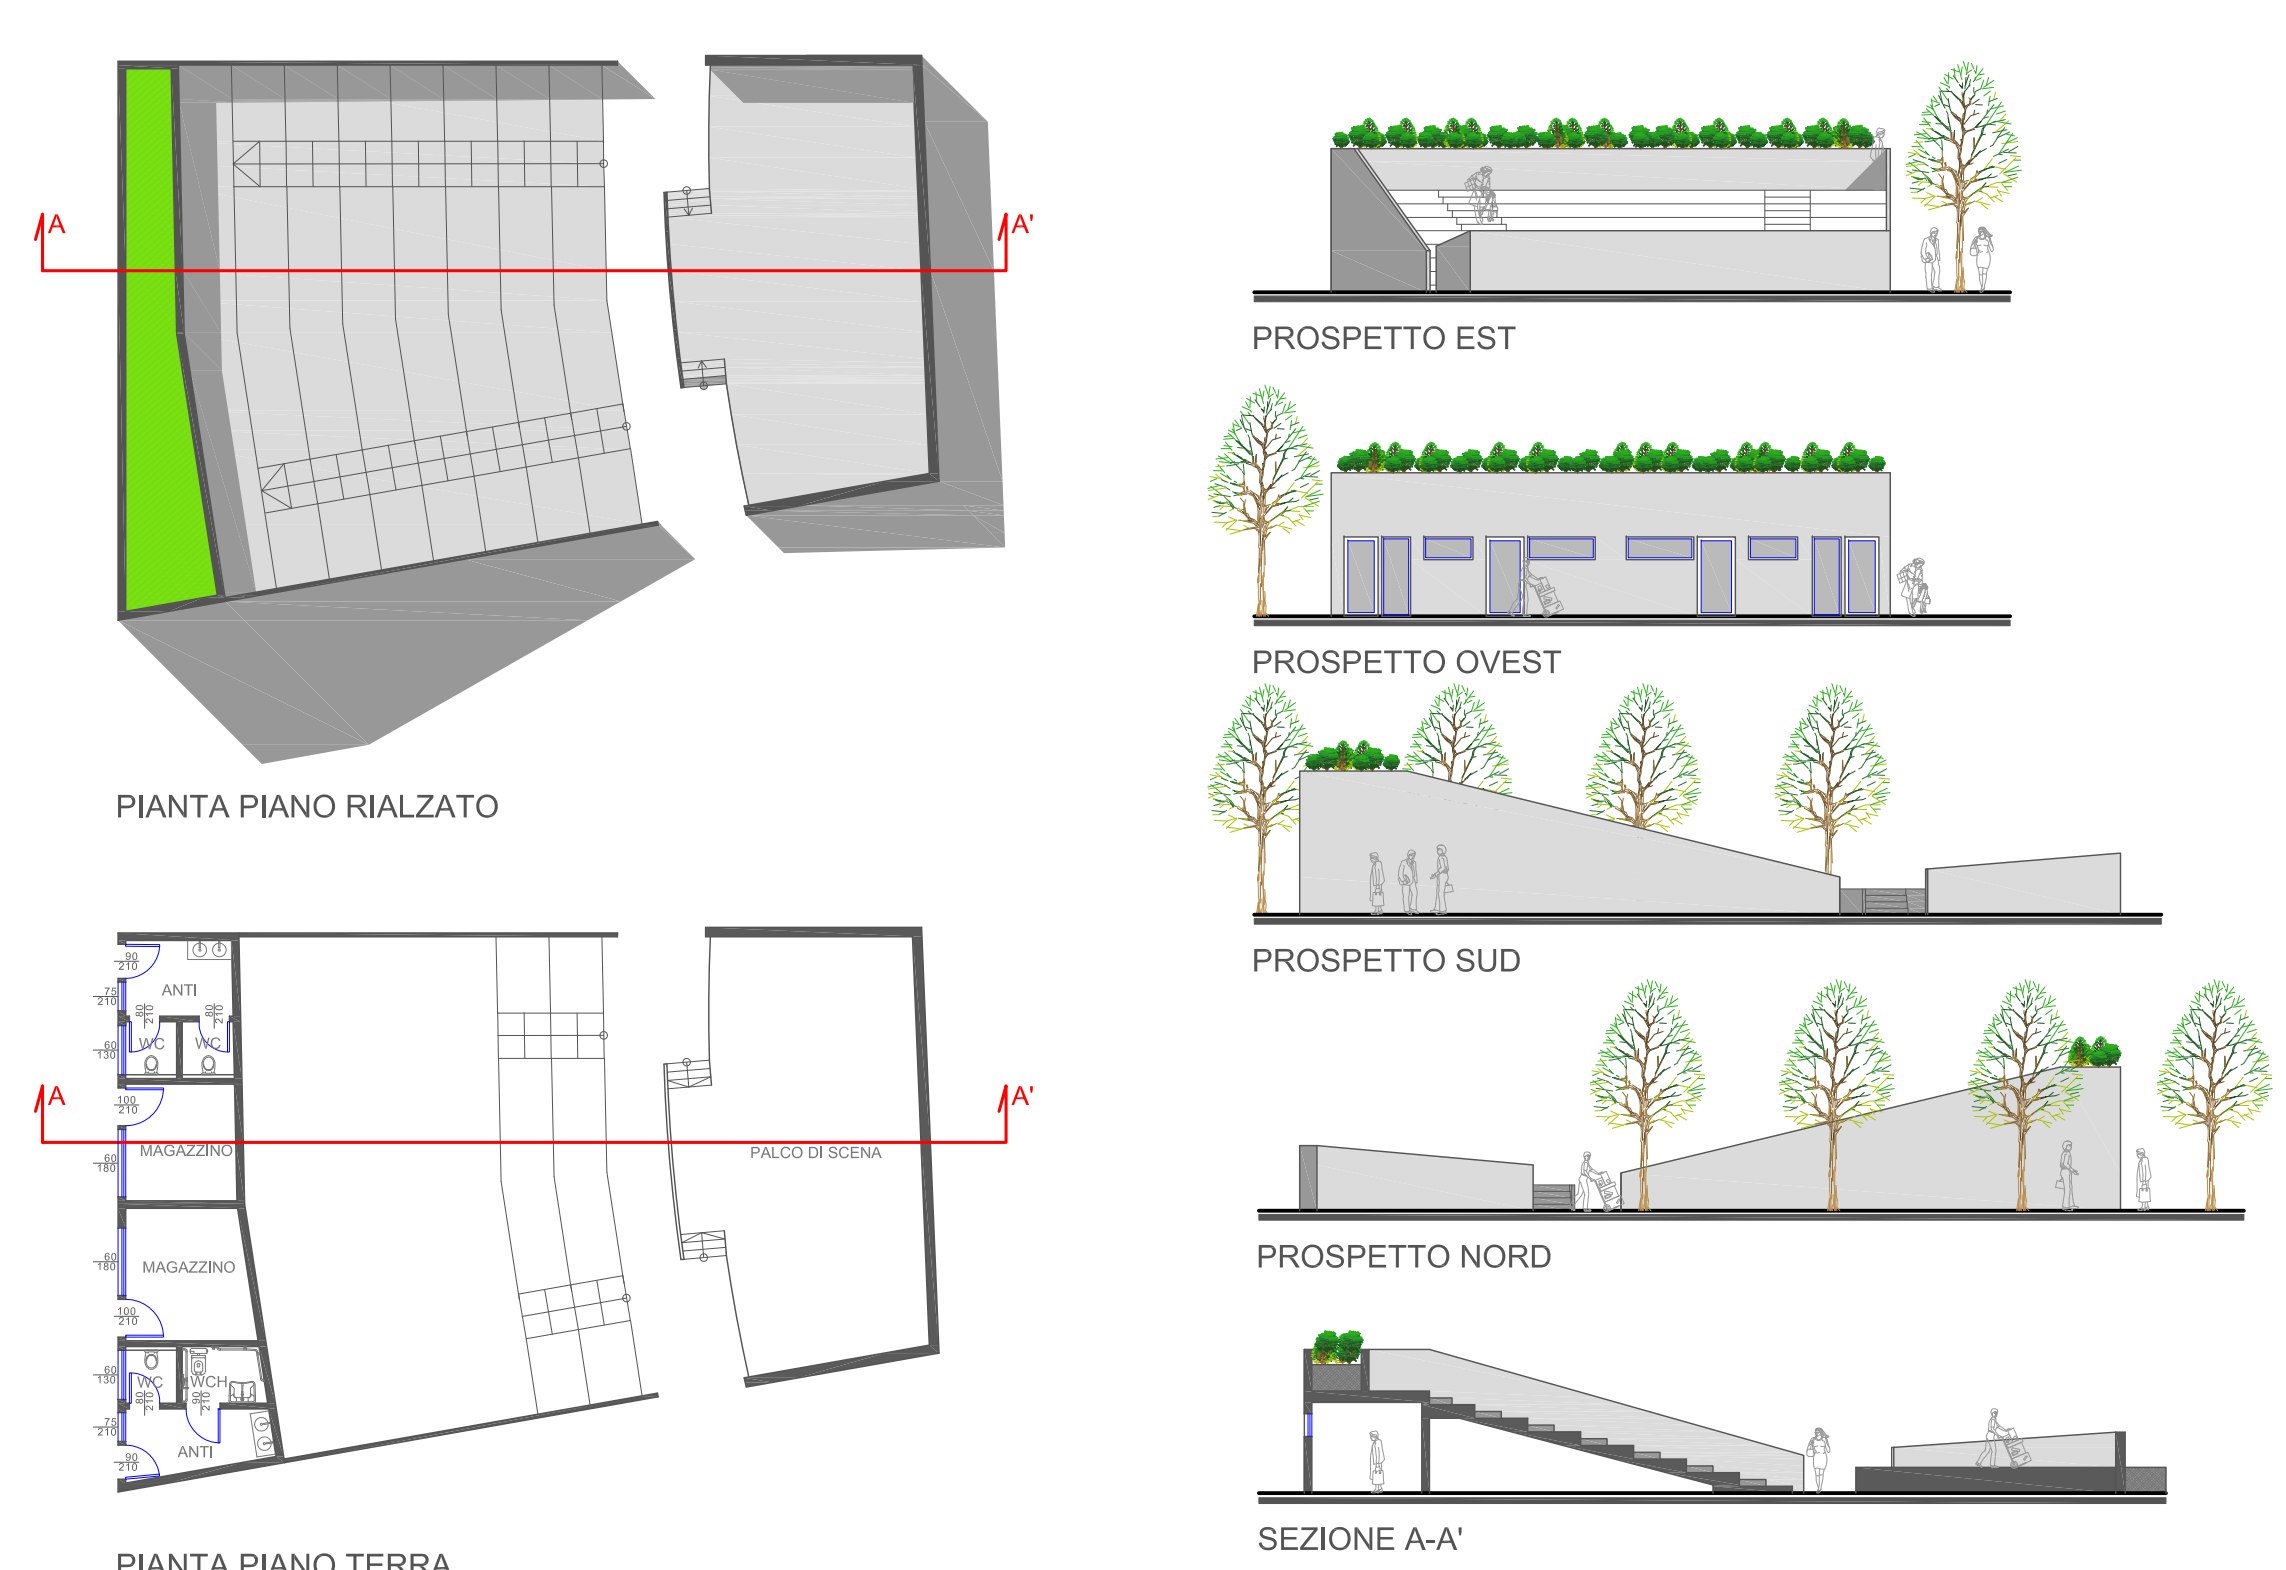 A
A'
PIANTA PIANO RIALZATO
90
210
ANTI
75
210
80
210
80
210
WC
WC
60
130
A
A'
100
210
MAGAZZINO
60
180
PALCO DI SCENA
60
180
MAGAZZINO
100
210
60
130
WC
WCH
80
210
90
210
75
210
ANTI
90
210
PIANTA PIANO TERRA
PROSPETTO EST
PROSPETTO OVEST
PROSPETTO SUD
PROSPETTO NORD
SEZIONE A-A'